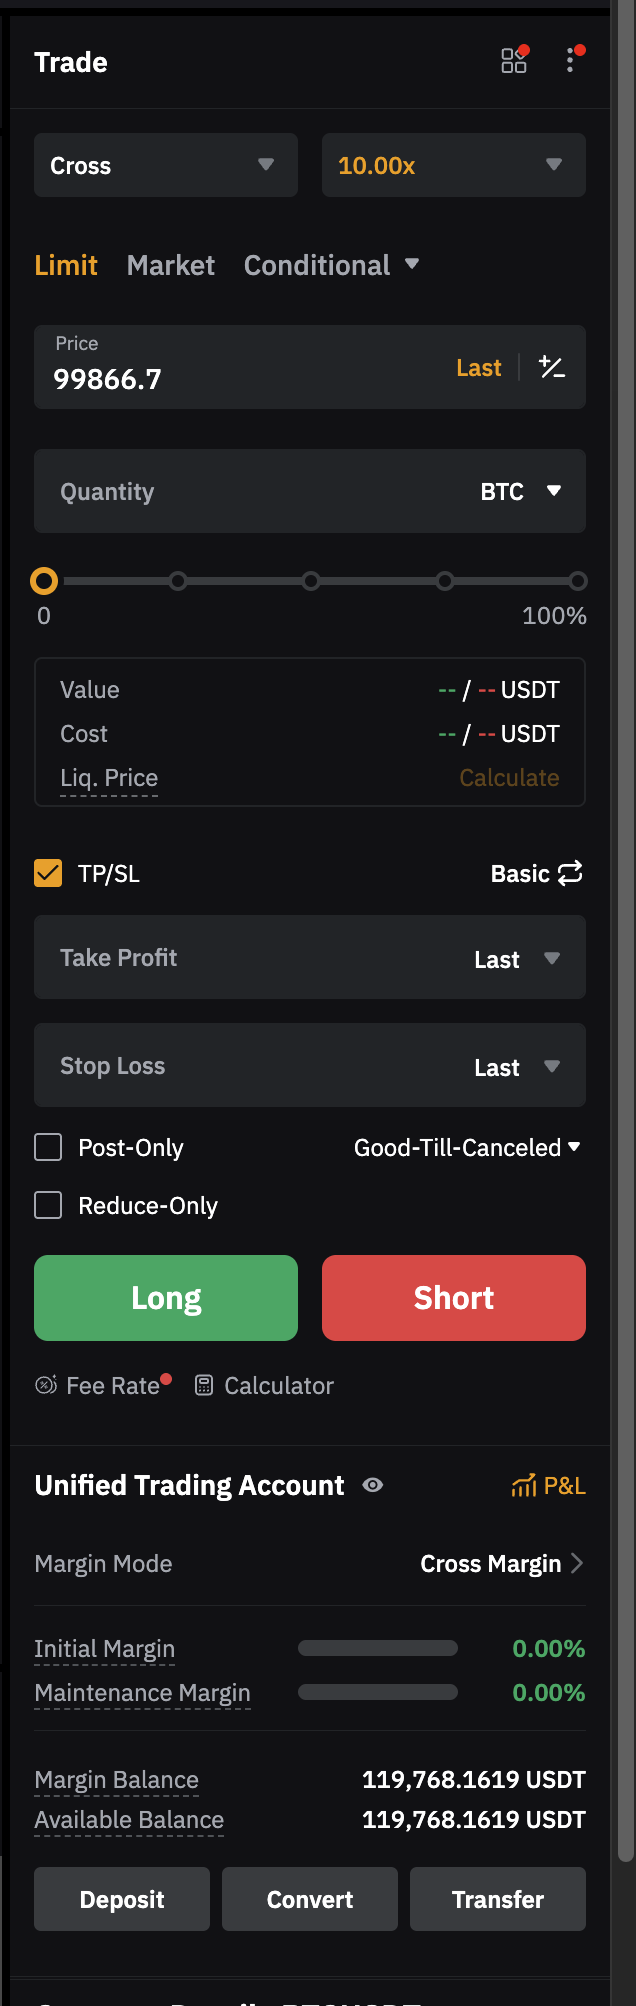 Trade
Cross 10.00x
Limit Market Conditional
Price
99866.7 Last
Quantity BTC
0 100%
Value -- / -- USDT
Cost -- / -- USDT
Liq. Price Calculate
TP/SL Basic
Take Profit Last
Stop Loss Last
Post-Only Good-Till-Canceled
Reduce-Only
Long Short
Fee Rate Calculator
Unified Trading Account P&L
Margin Mode Cross Margin
Initial Margin 0.00%
Maintenance Margin 0.00%
Margin Balance 119,768.1619 USDT
Available Balance 119,768.1619 USDT
Deposit Convert Transfer